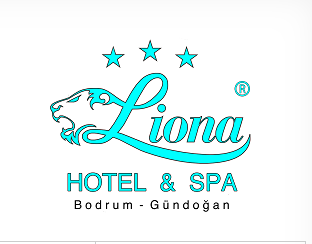 Liona ®
HOTEL & SPA
Bodrum - Gündoğan